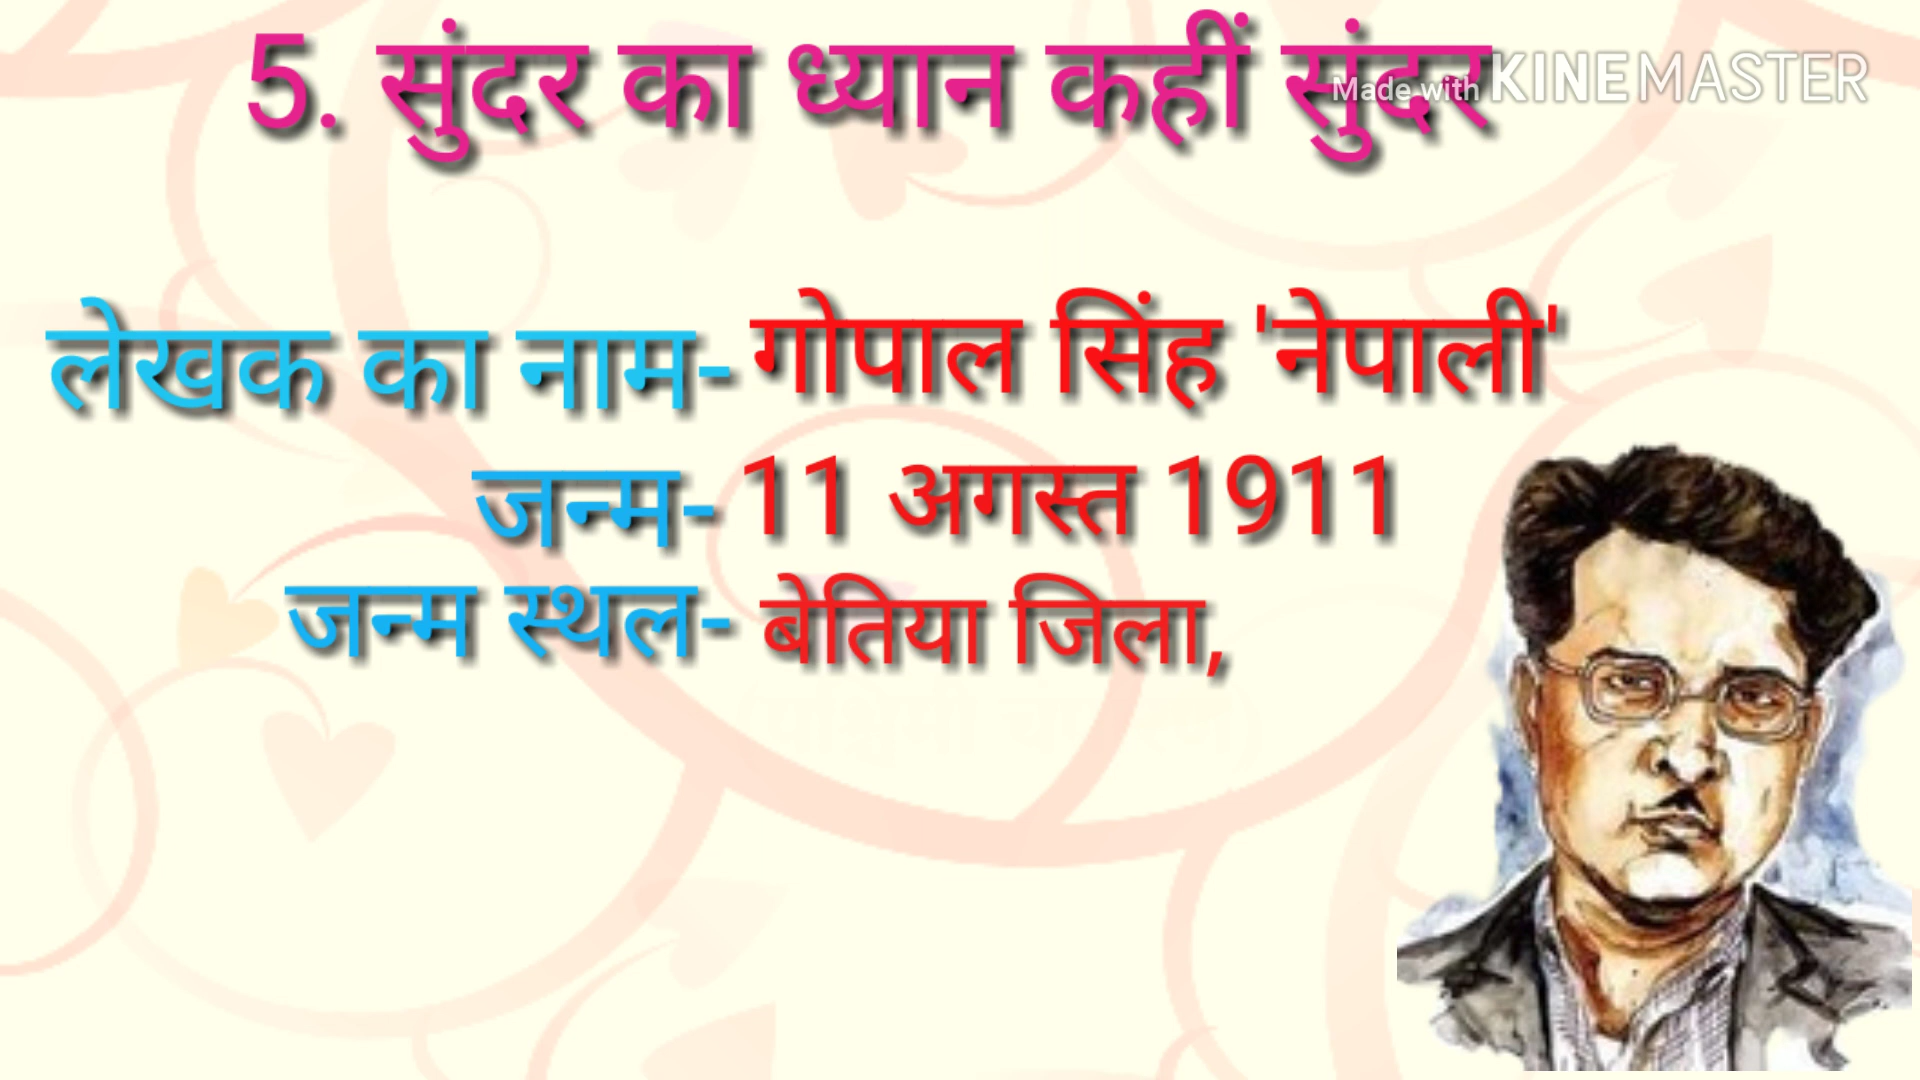 5. सुंदर का ध्यान कहीं सुंदर
Made with KINEMASTER
लेखक का नाम- गोपाल सिंह 'नेपाली'
जन्म- 11 अगस्त 1911
जन्म स्थल- बेतिया जिला,